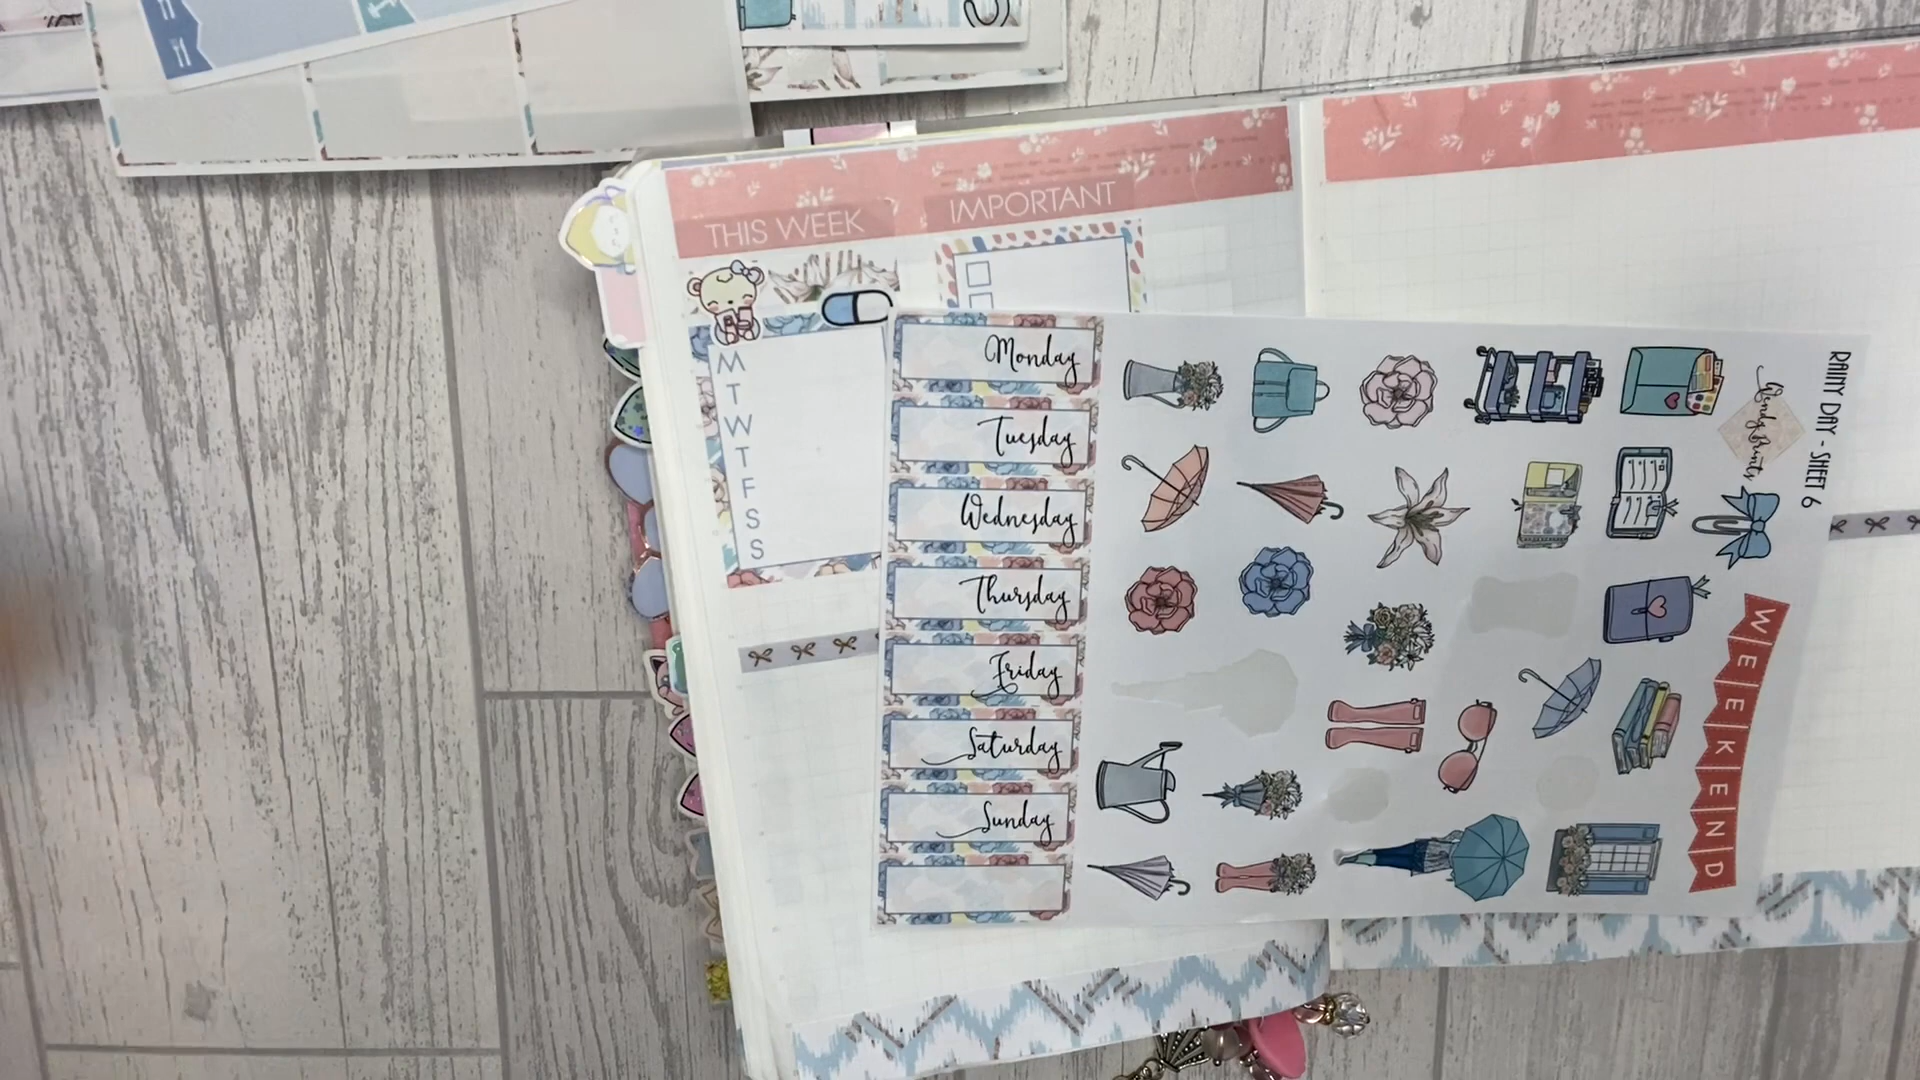 THIS WEEK
IMPORTANT
M
T
W
T
F
S
S
Monday
Tuesday
Wednesday
Thursday
Friday
Saturday
Sunday
RAINY DAY - SHEET 6
WEEKEND